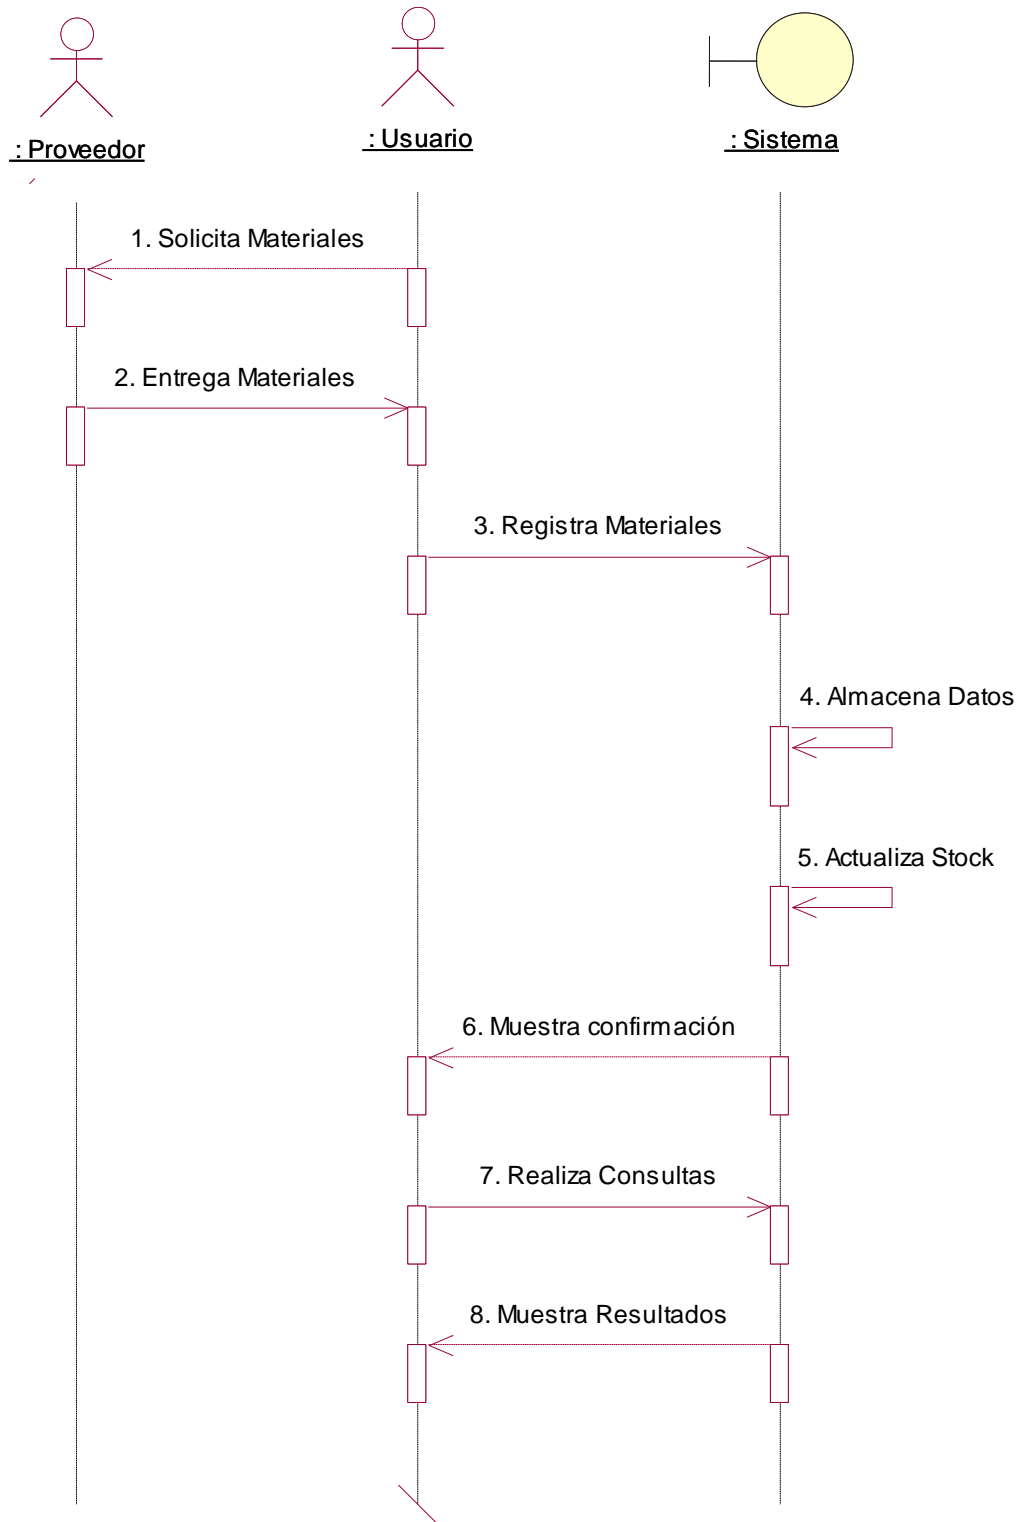 : Proveedor
: Usuario
: Sistema
1. Solicita Materiales
2. Entrega Materiales
3. Registra Materiales
4. Almacena Datos
5. Actualiza Stock
6. Muestra confirmación
7. Realiza Consultas
8. Muestra Resultados